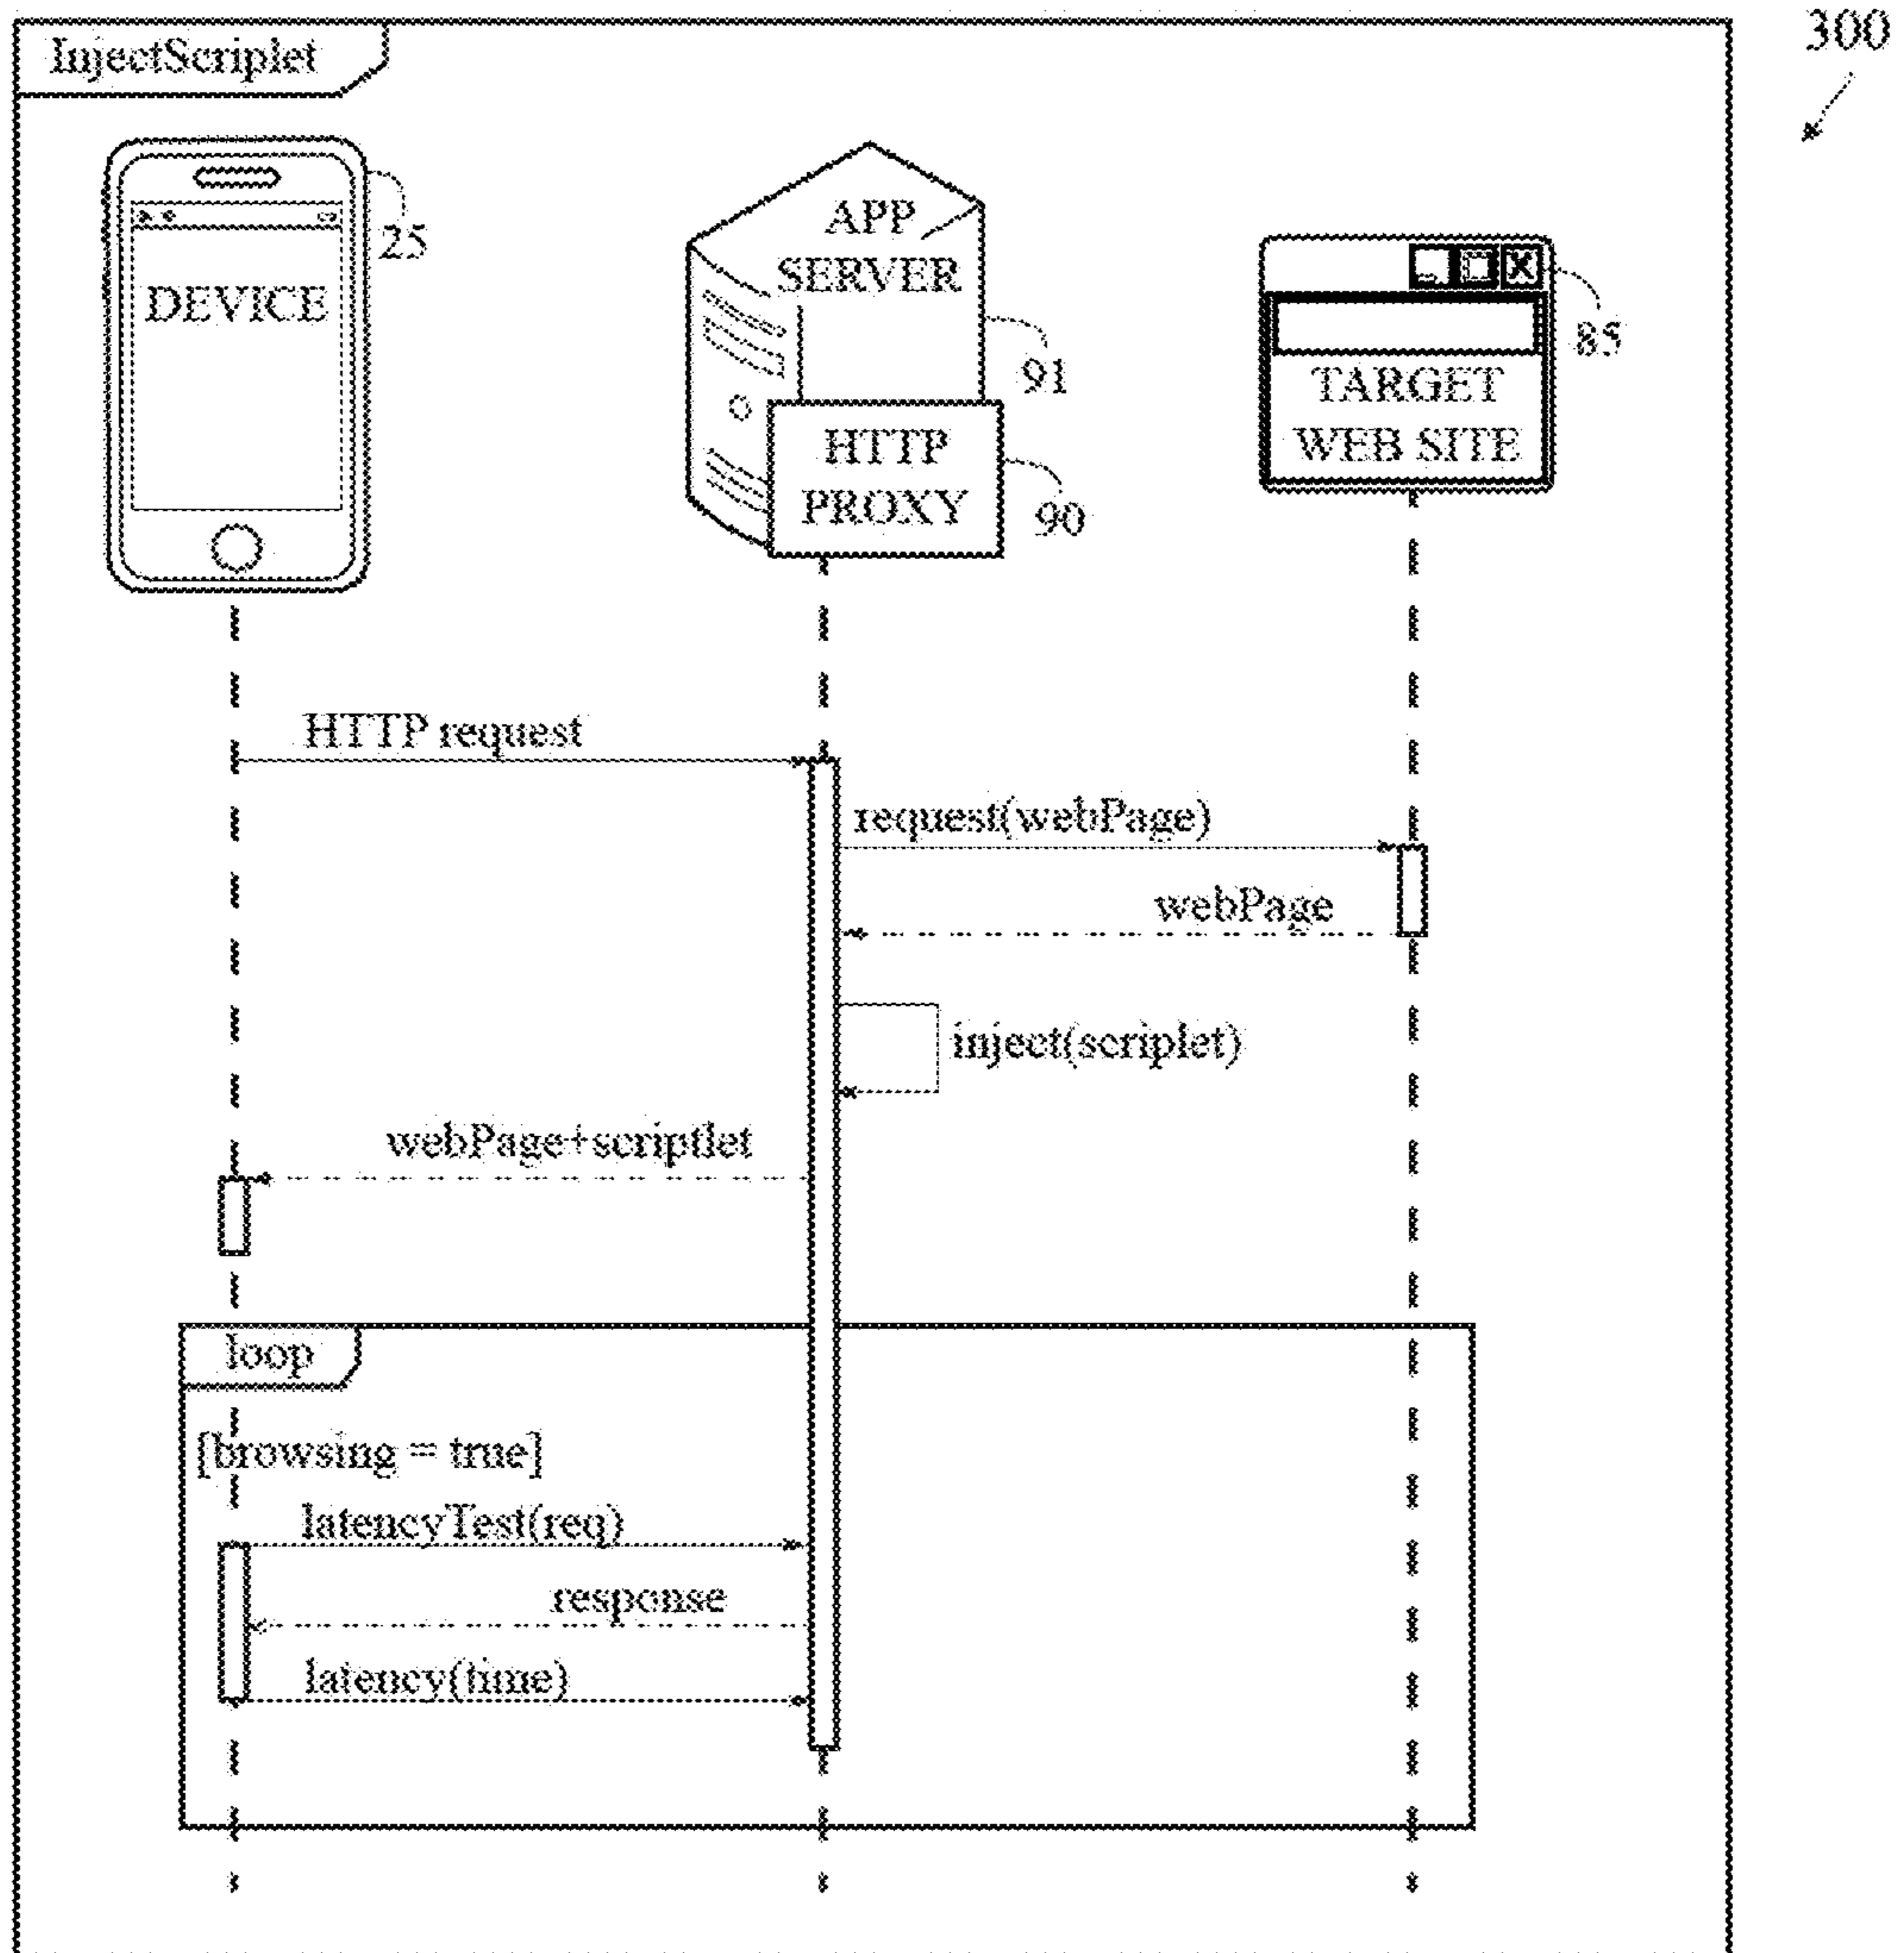 300
InjectScriplet
DEVICE
25
APP
SERVER
91
HTTP
PROXY
90
85
TARGET
WEB SITE
HTTP request
request(webPage)
webPage
inject(scriplet)
webPage+scriptlet
loop
[browsing = true]
latencyTest(req)
response
latency(time)